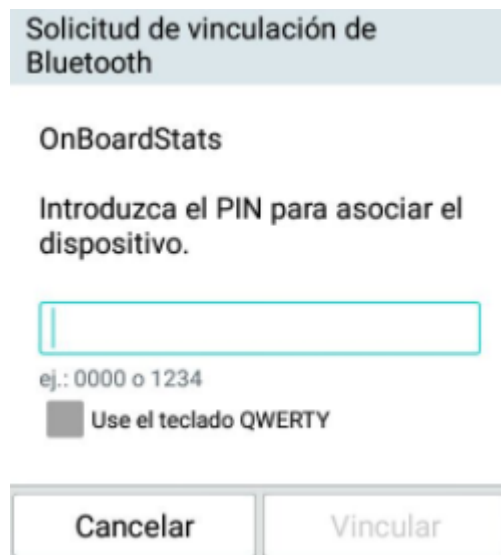 Solicitud de vinculación de
Bluetooth
OnBoardStats
Introduzca el PIN para asociar el
dispositivo.
ej.: 0000 o 1234
Use el teclado QWERTY
Cancelar
Vincular